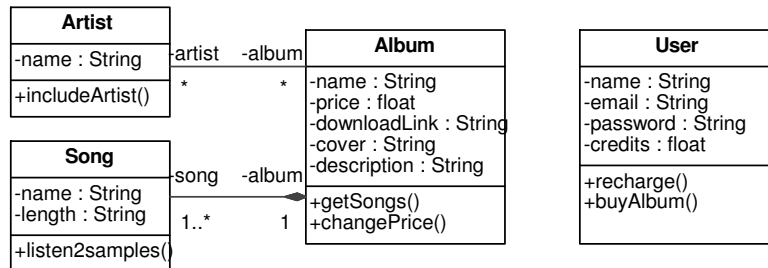 Artist
-name : String
+includeArtist()
-artist
-album
*
*
Album
-name : String
-price : float
-downloadLink : String
-cover : String
-description : String
+getSongs()
+changePrice()
User
-name : String
-email : String
-password : String
-credits : float
+recharge()
+buyAlbum()
Song
-name : String
-length : String
+listen2samples()
-song
-album
1..*
1